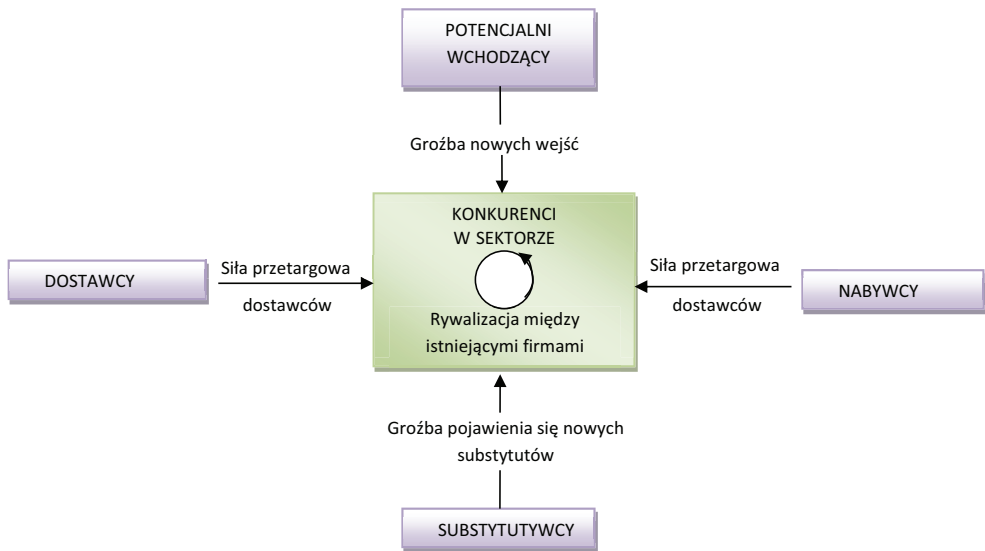 POTENCJALNI
WCHODZĄCY
Groźba nowych wejść
KONKURENCI
W SEKTORZE
Siła przetargowa
dostawców
DOSTAWCY
Siła przetargowa
dostawców
NABYWCY
Rywalizacja między
istniejącymi firmami
Groźba pojawienia się nowych
substytutów
SUBSTYTUTYWCY